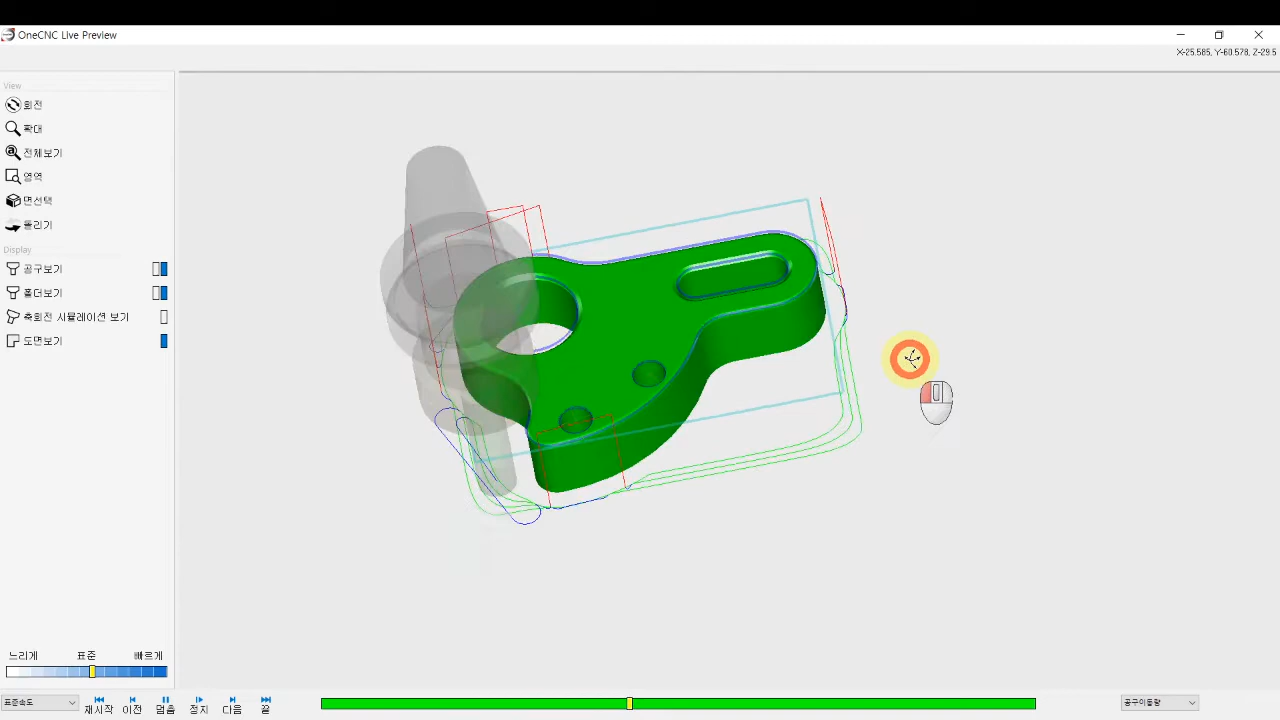 OneCNC Live Preview
X-25.585, Y-60.578, Z-29.5
View
회전
확대
전체보기
영역
면선택
돌리기
Display
공구보기
홀더보기
측회전 시뮬레이션 보기
도면보기
느리게 표준 빠르게
표준속도 재시작 이전 멈춤 정지 다음 끝 공구이동량